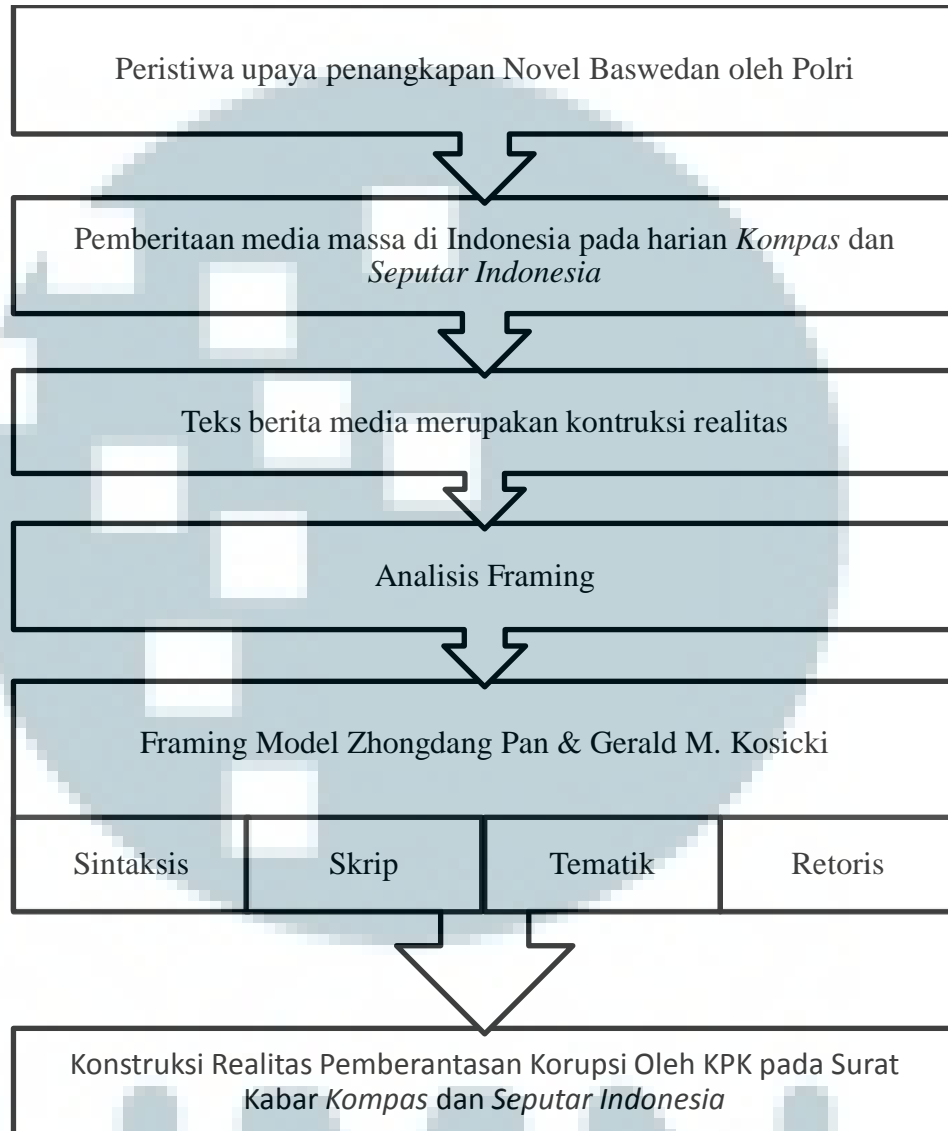 Peristiwa upaya penangkapan Novel Baswedan oleh Polri
Pemberitaan media massa di Indonesia pada harian Kompas dan
Seputar Indonesia
Teks berita media merupakan kontruksi realitas
Analisis Framing
Framing Model Zhongdang Pan & Gerald M. Kosicki
Sintaksis
Skrip
Tematik
Retoris
Konstruksi Realitas Pemberantasan Korupsi Oleh KPK pada Surat
Kabar Kompas dan Seputar Indonesia